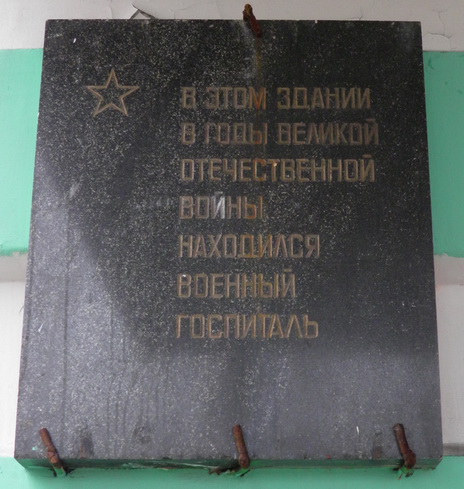 В ЭТОМ ЗДАНИИ
В ГОДЫ ВЕЛИКОЙ
ОТЕЧЕСТВЕННОЙ
ВОЙНЫ
НАХОДИЛСЯ
ВОЕННЫЙ
ГОСПИТАЛЬ